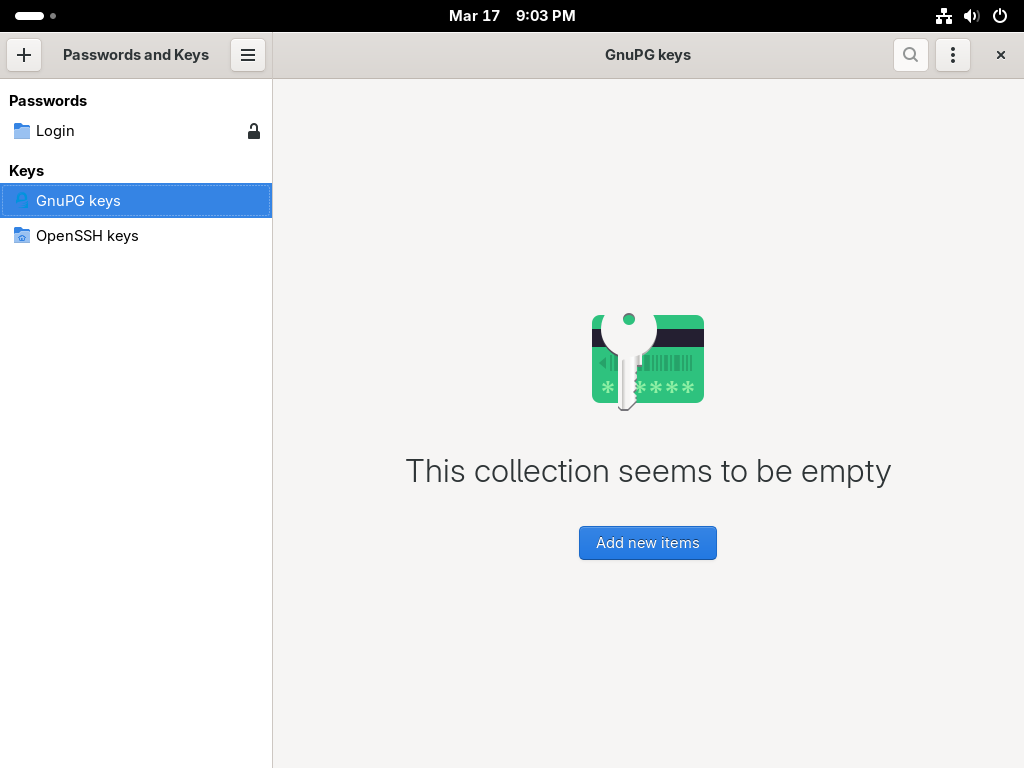 Mar 17 9:03 PM
Passwords and Keys
GnuPG keys
Passwords
Login
Keys
GnuPG keys
OpenSSH keys
This collection seems to be empty
Add new items